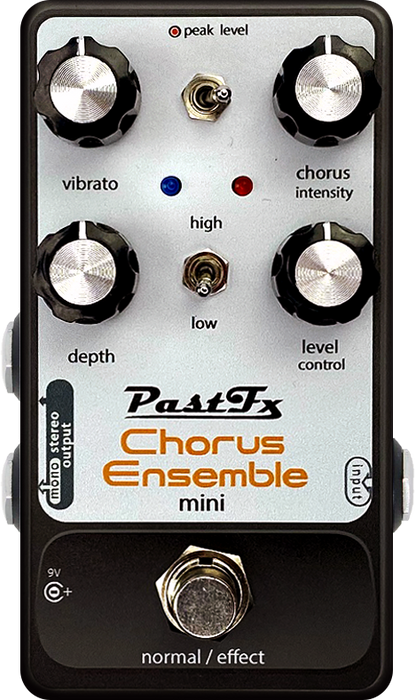 peak level
vibrato
chorus
intensity
high
low
depth
level
control
PastFx
stereo
mono output
Chorus
Ensemble
mini
input
9V
+
normal / effect